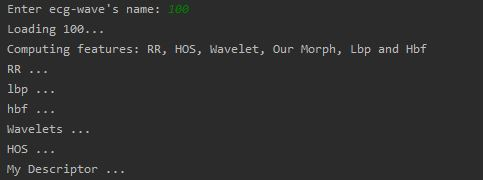 Enter ecg-wave's name: 100
Loading 100...
Computing features: RR, HOS, Wavelet, Our Morph, Lbp and Hbf
RR ...
lbp ...
hbf ...
Wavelets ...
HOS ...
My Descriptor ...